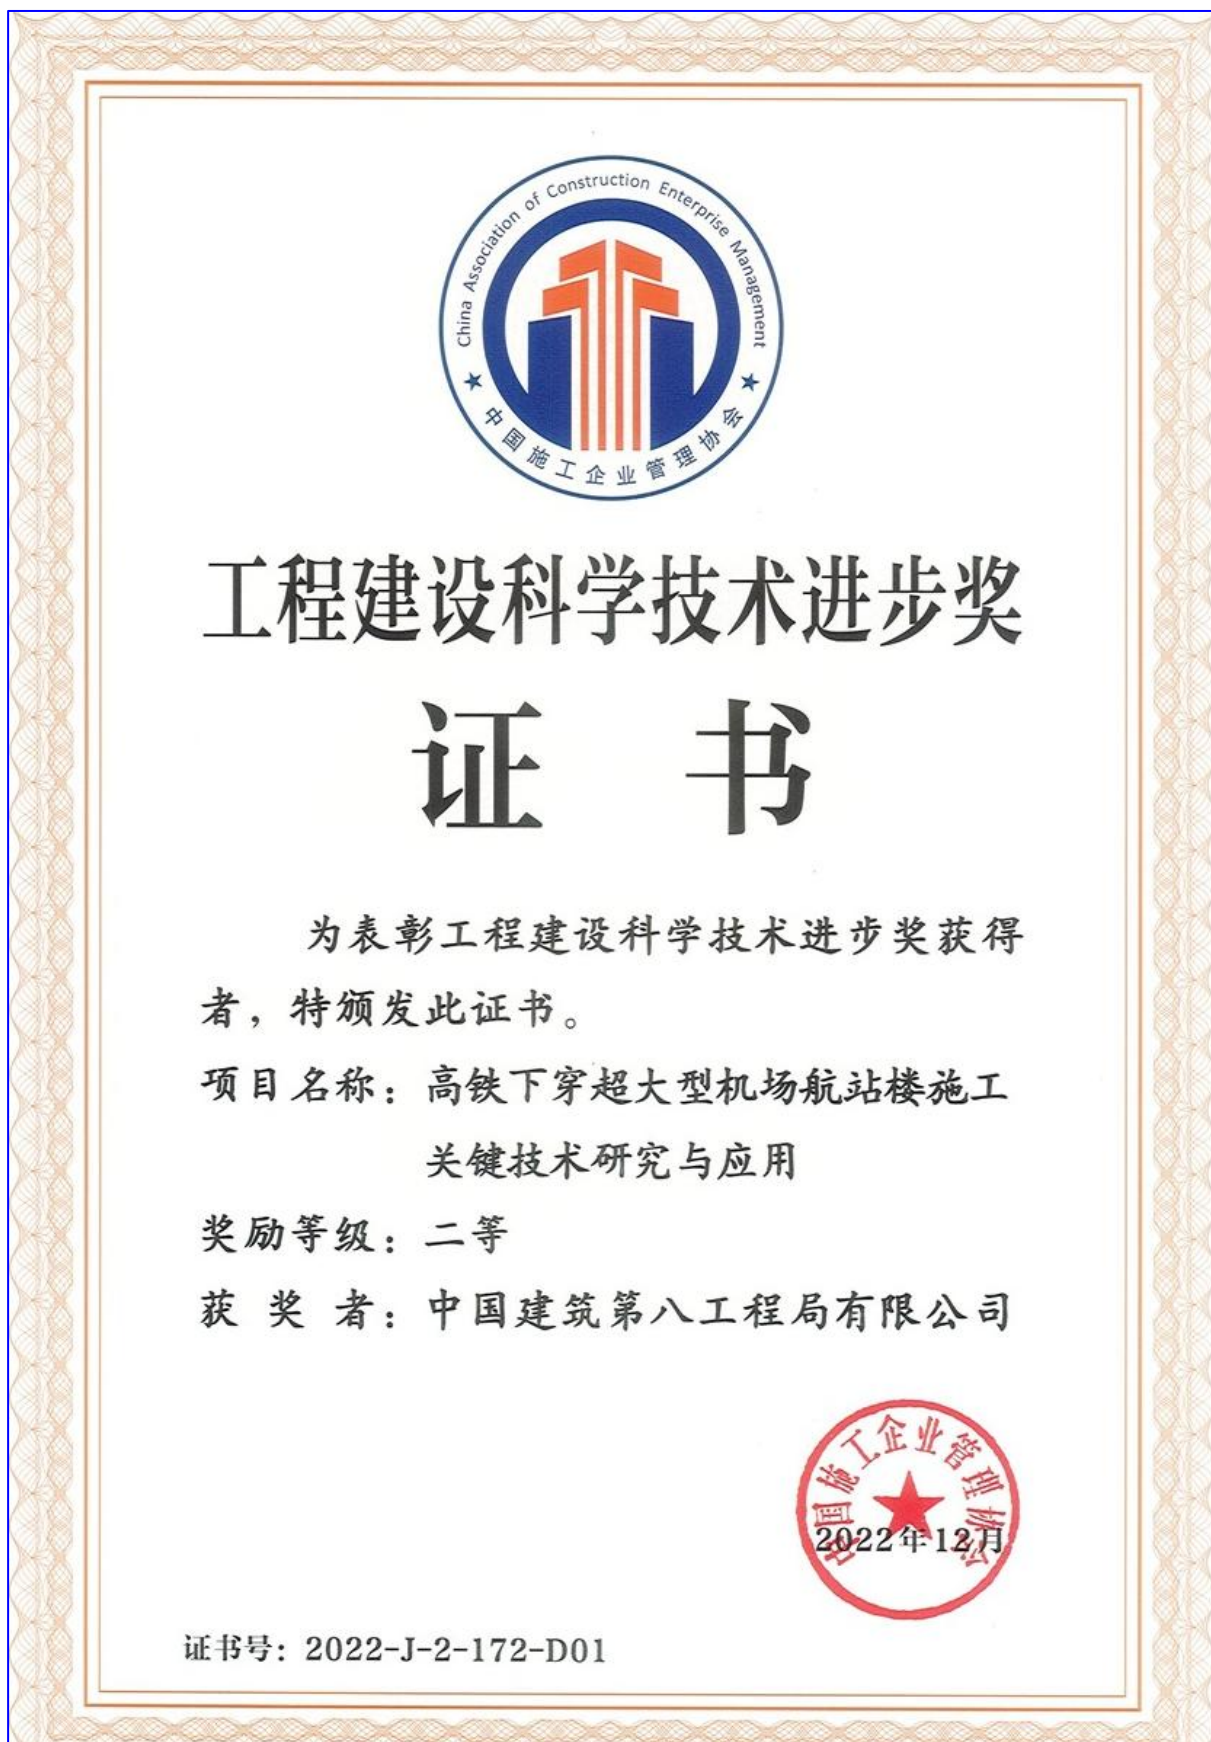 China Association of Construction Enterprise Management
中国施工企业管理协会
工程建设科学技术进步奖
证 书
为表彰工程建设科学技术进步奖获得
者，特颁发此证书。
项目名称：高铁下穿超大型机场航站楼施工
关键技术研究与应用
奖励等级：二等
获 奖 者：中国建筑第八工程局有限公司
中国施工企业管理协会
2022年12月
证书号：2022-J-2-172-D01